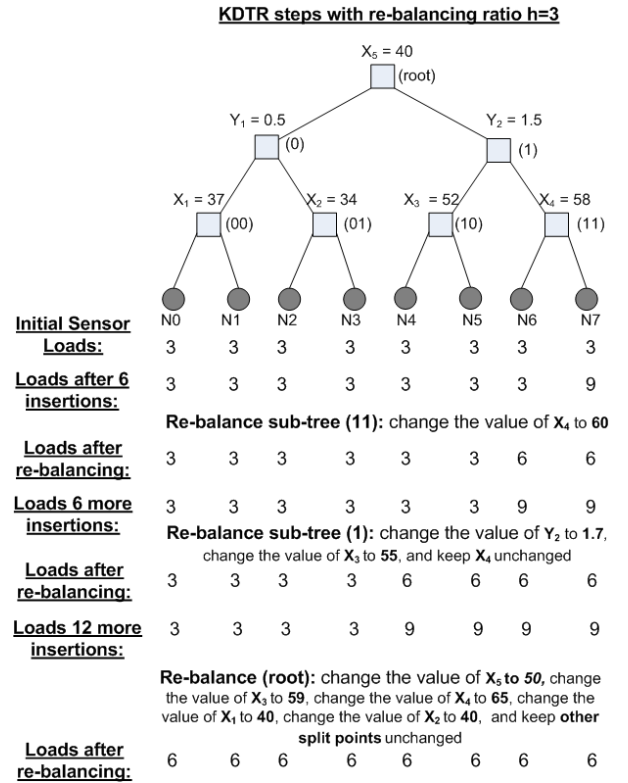 KDTR steps with re-balancing ratio h=3
X5 = 40
(root)
Y1 = 0.5
Y2 = 1.5
(0)
(1)
X1 = 37
X2 = 34
X3 = 52
X4 = 58
(00)
(01)
(10)
(11)
N0 N1 N2 N3 N4 N5 N6 N7
Initial Sensor
Loads:
3 3 3 3 3 3 3 3
Loads after 6
insertions:
3 3 3 3 3 3 3 9
Re-balance sub-tree (11): change the value of X4 to 60
Loads after
re-balancing:
3 3 3 3 3 3 6 6
Loads 6 more
insertions:
3 3 3 3 3 3 9 9
Re-balance sub-tree (1): change the value of Y2 to 1.7,
change the value of X3 to 55, and keep X4 unchanged
Loads after
re-balancing:
3 3 3 3 6 6 6 6
Loads 12 more
insertions:
3 3 3 3 9 9 9 9
Re-balance (root): change the value of X5 to 50, change
the value of X3 to 59, change the value of X4 to 65, change the
value of X1 to 40, change the value of X2 to 40, and keep other
split points unchanged
Loads after
re-balancing:
6 6 6 6 6 6 6 6